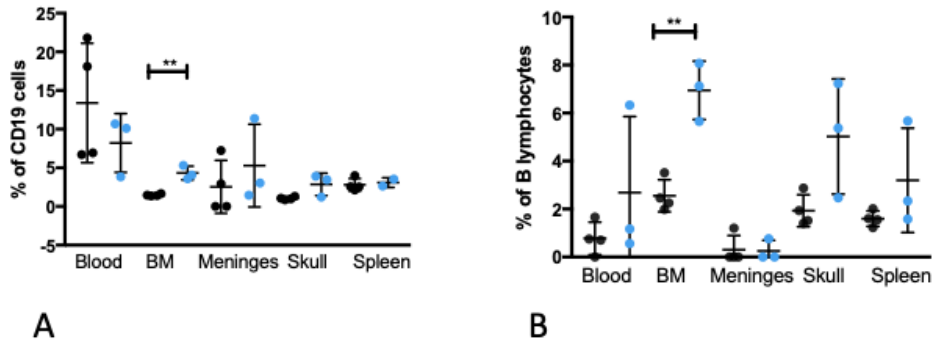 % of CD19 cells
25
20
15
10
5
0
-5
**
Blood BM Meninges Skull Spleen
A
% of B lymphocytes
10
8
6
4
2
0
**
Blood BM Meninges Skull Spleen
B